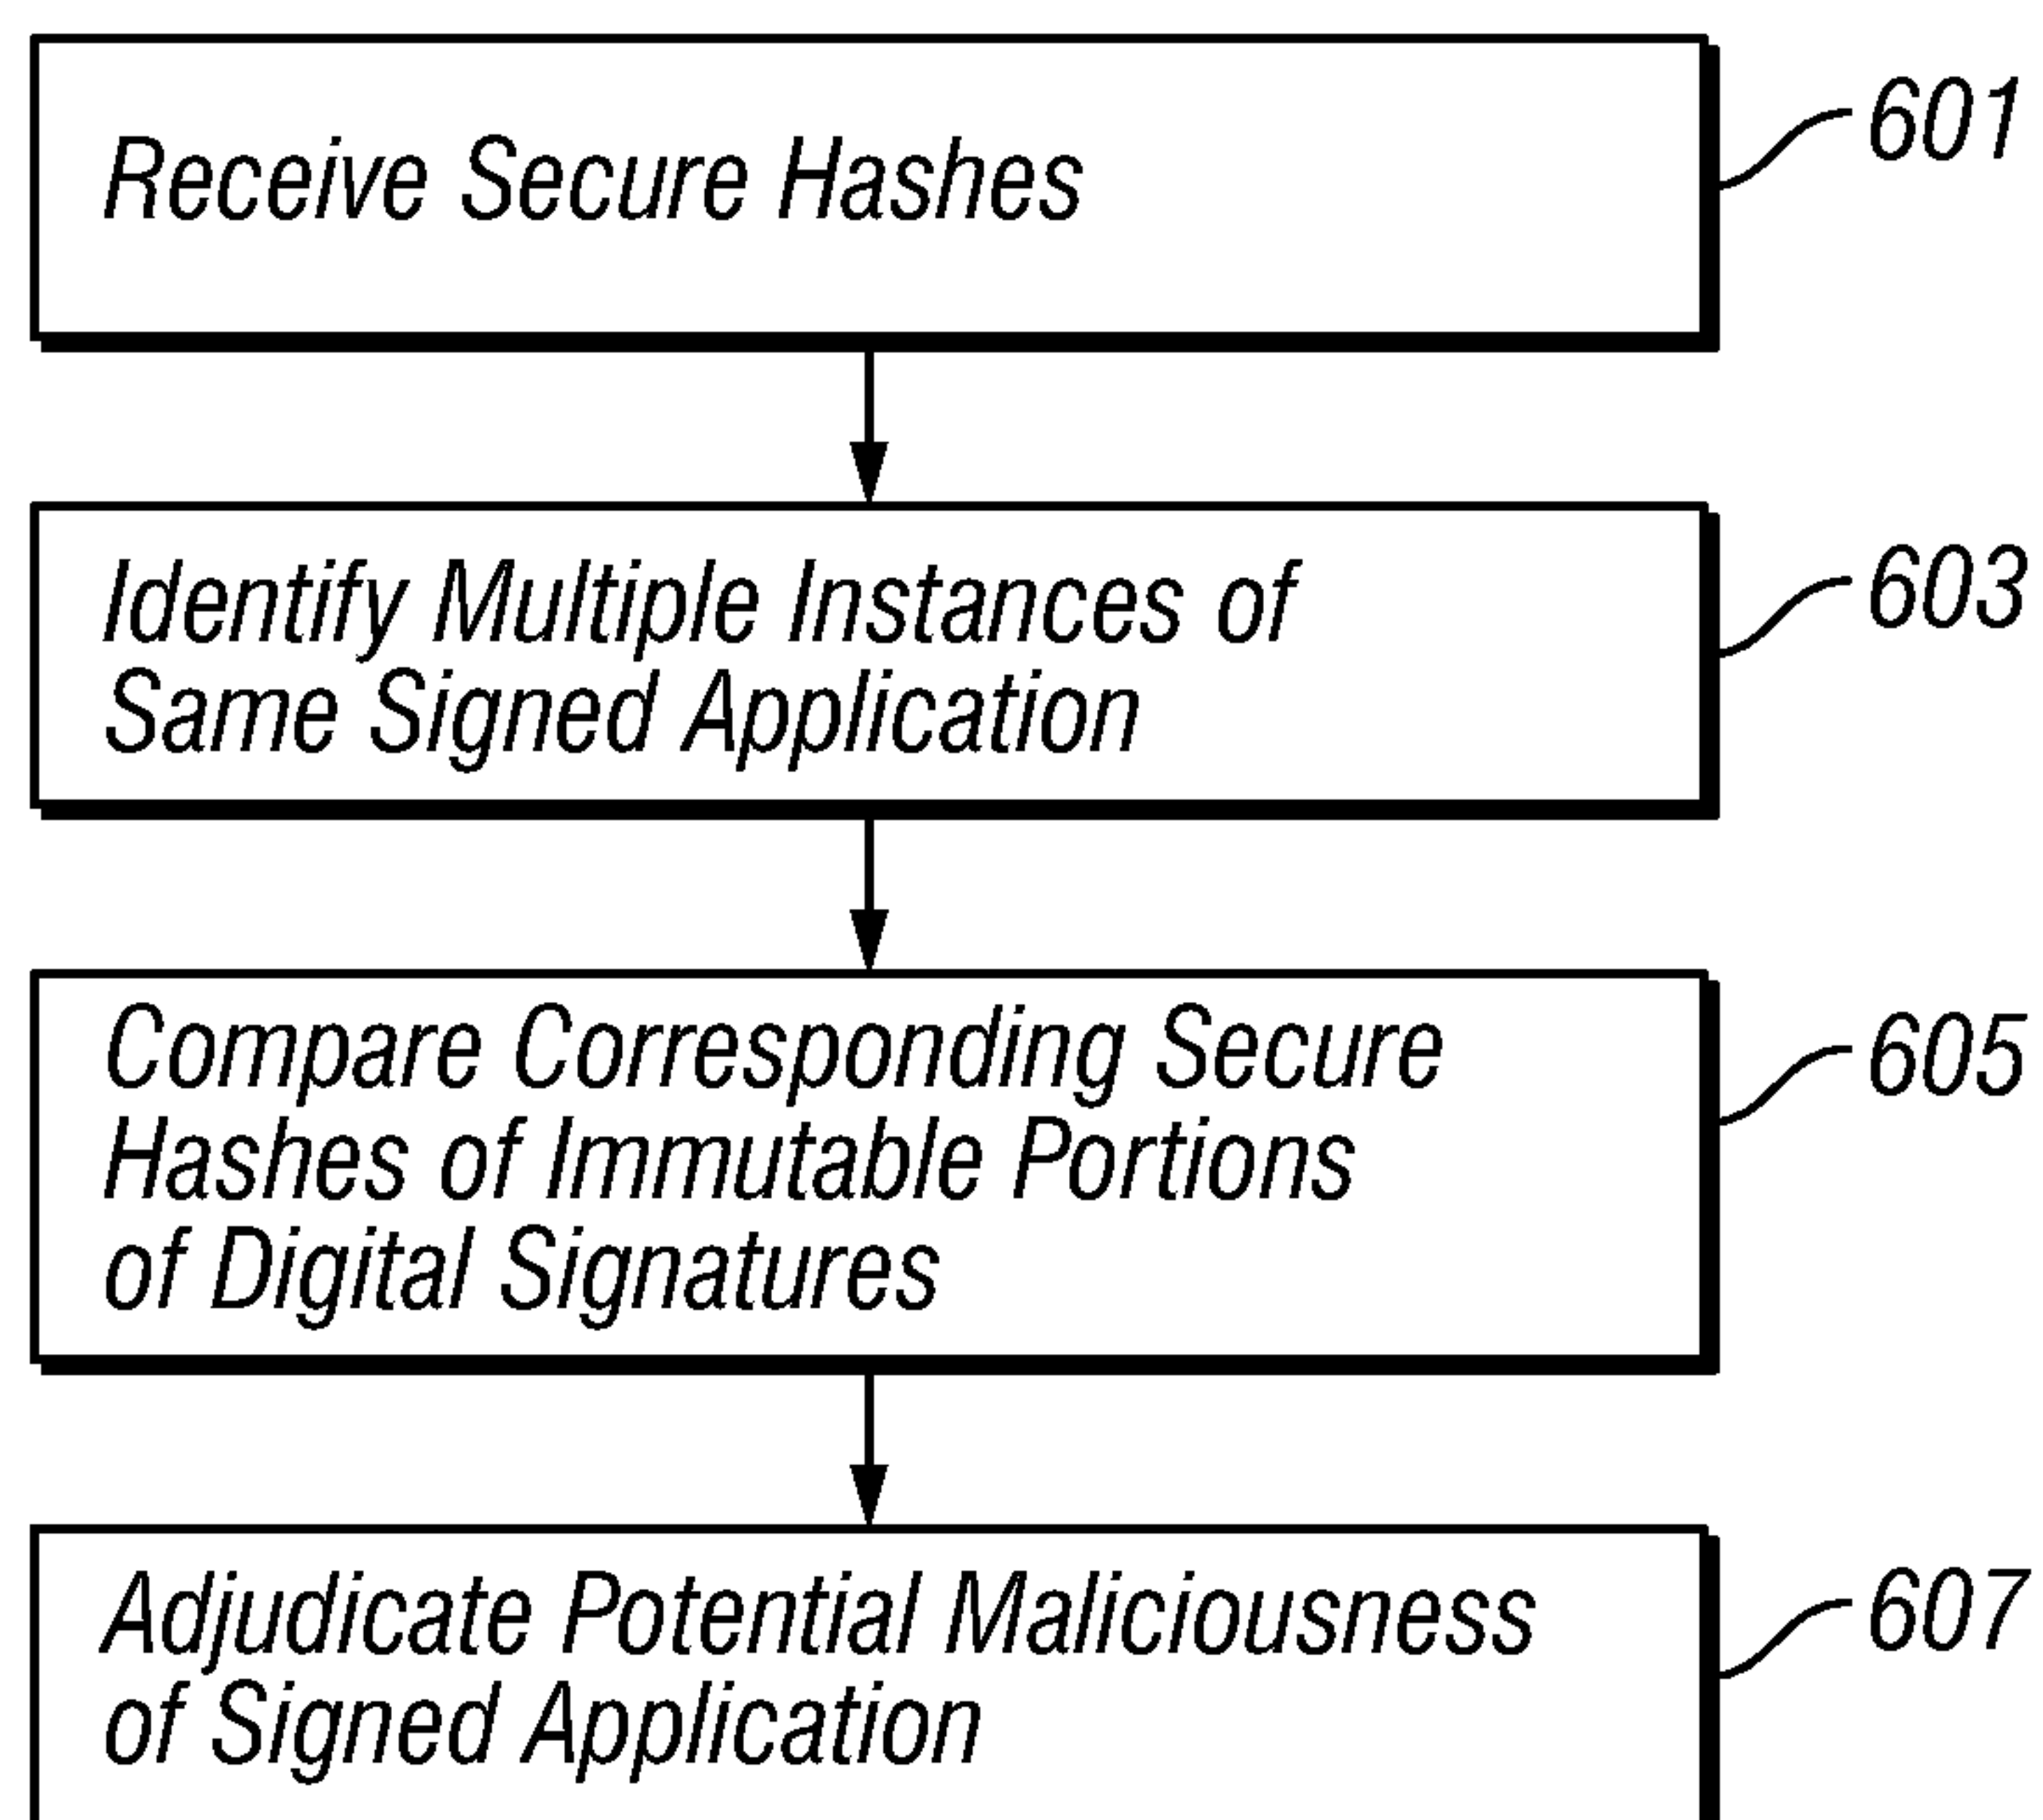 Receive Secure Hashes
601
Identify Multiple Instances of
Same Signed Application
603
Compare Corresponding Secure
Hashes of Immutable Portions
of Digital Signatures
605
Adjudicate Potential Maliciousness
of Signed Application
607